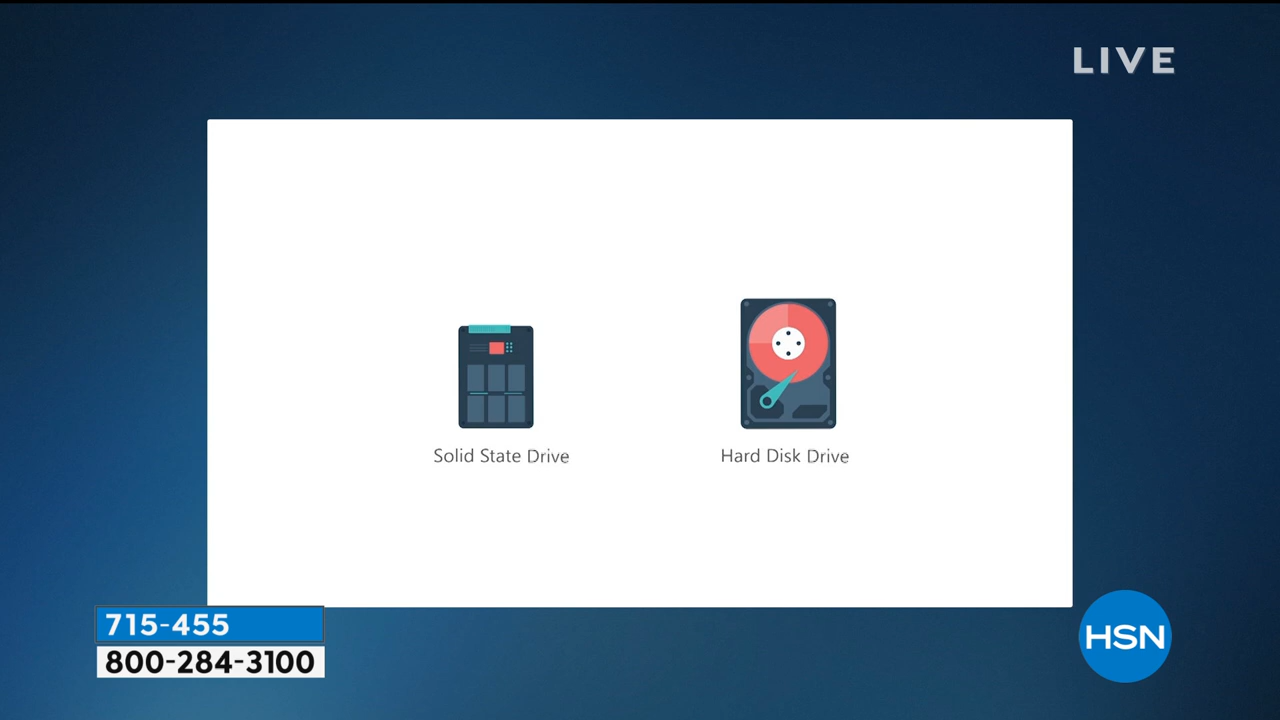 LIVE
Solid State Drive
Hard Disk Drive
715-455
800-284-3100
HSN